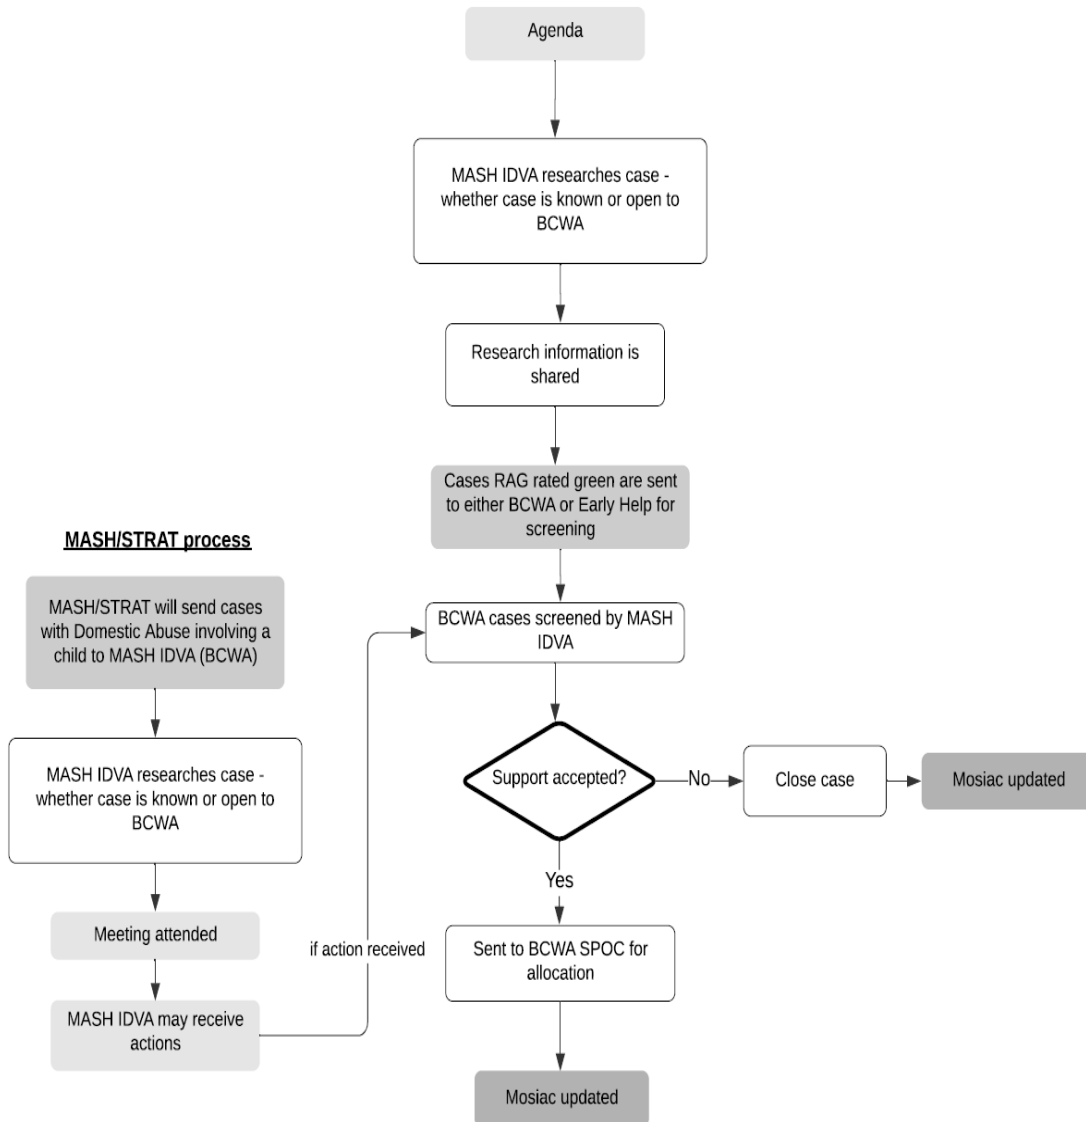 Agenda
MASH IDVA researches case -
whether case is known or open to
BCWA
Research information is
shared
Cases RAG rated green are sent
to either BCWA or Early Help for
screening
MASH/STRAT process
MASH/STRAT will send cases
with Domestic Abuse involving a
child to MASH IDVA (BCWA)
MASH IDVA researches case -
whether case is known or open to
BCWA
Meeting attended
MASH IDVA may receive
actions
if action received
BCWA cases screened by MASH
IDVA
Support accepted?
No
Close case
Mosiac updated
Yes
Sent to BCWA SPOC for
allocation
Mosiac updated